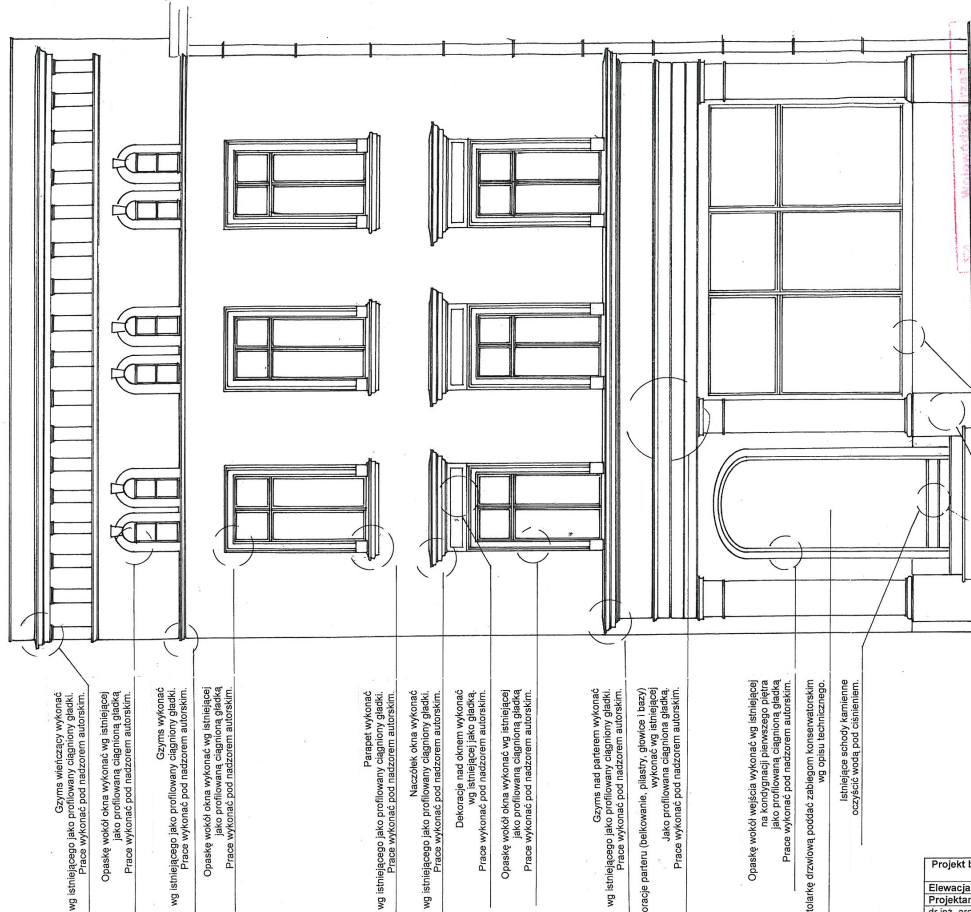 Gzyms wieńczący wykonać
wg istniejącego jako profilowany ciągniony gładki.
Prace wykonać pod nadzorem autorskim.
Opaskę wokół okna wykonać wg istniejącej
jako profilowaną ciągnioną gładką
Prace wykonać pod nadzorem autorskim.
Gzyms wykonać
wg istniejącego jako profilowany ciągniony gładki.
Prace wykonać pod nadzorem autorskim.
Opaskę wokół okna wykonać wg istniejącej
jako profilowaną ciągnioną gładką
Prace wykonać pod nadzorem autorskim.
Parapet wykonać
wg istniejącego jako profilowany ciągniony gładki.
Prace wykonać pod nadzorem autorskim.
Naczółek okna wykonać
wg istniejącego jako profilowany ciągniony gładki.
Prace wykonać pod nadzorem autorskim.
Dekoracje nad oknem wykonać
wg istniejącej jako gładką.
Prace wykonać pod nadzorem autorskim.
Opaskę wokół okna wykonać wg istniejącej
jako profilowaną ciągnioną gładką
Prace wykonać pod nadzorem autorskim.
Gzyms nad parterem wykonać
wg istniejącego jako profilowany ciągniony gładki.
Prace wykonać pod nadzorem autorskim.
oracje parteru (belkowanie, pilastry, głowice i bazy)
wykonać wg istniejącej
Jako profilowana ciągniona gładką.
Prace wykonać pod nadzorem autorskim.
Opaskę wokół wejścia wykonać wg istniejącej
na kondygnacji pierwszego piętra
jako profilowaną ciągnioną gładką
Prace wykonać pod nadzorem autorskim.
tolarkę drzwiową poddać zabiegom konserwatorskim
wg opisu technicznego.
Istniejące schody kamienne
oczyścić wodą pod ciśnieniem.
Wojewódzki Urząd
Projekt b
Elewacja
Projektan
dr inż. arc